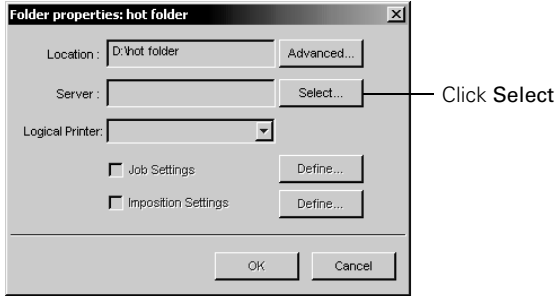 Folder properties: hot folder
Location : D:\hot folder Advanced...
Server : Select... Click Select
Logical Printer:
Job Settings Define...
Imposition Settings Define...
OK Cancel